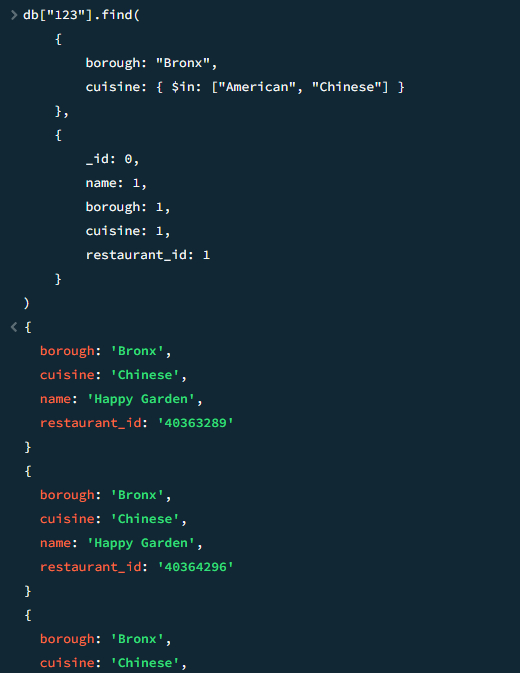 db["123"].find(
{
borough: "Bronx",
cuisine: { $in: ["American", "Chinese"] }
},
{
_id: 0,
name: 1,
borough: 1,
cuisine: 1,
restaurant_id: 1
}
)
{
borough: 'Bronx',
cuisine: 'Chinese',
name: 'Happy Garden',
restaurant_id: '40363289'
}
{
borough: 'Bronx',
cuisine: 'Chinese',
name: 'Happy Garden',
restaurant_id: '40364296'
}
{
borough: 'Bronx',
cuisine: 'Chinese',